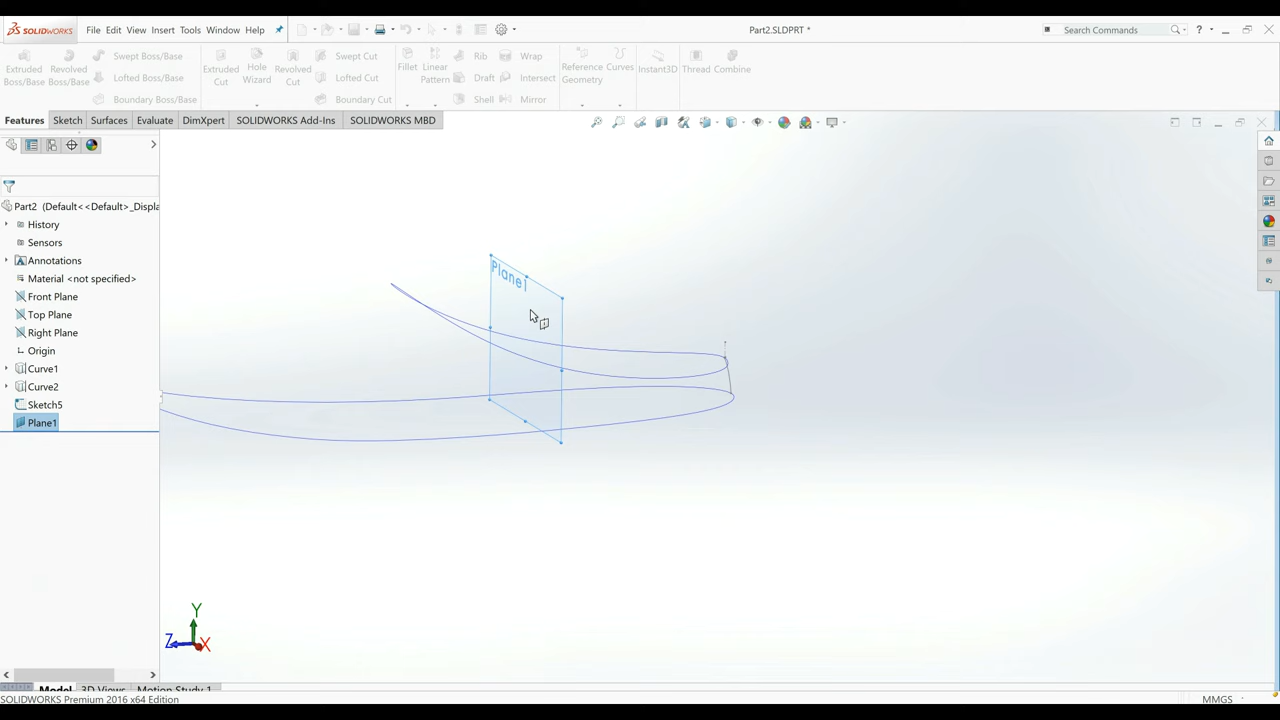 SOLIDWORKS File Edit View Insert Tools Window Help Part2.SLDPRT * Search Commands
Extruded Boss/Base Revolved Boss/Base Swept Boss/Base Lofted Boss/Base Boundary Boss/Base Extruded Cut Hole Wizard Revolved Cut Swept Cut Lofted Cut Boundary Cut Fillet Linear Pattern Rib Draft Shell Wrap Intersect Mirror Reference Geometry Curves Instant3D Thread Combine
Features Sketch Surfaces Evaluate DimXpert SOLIDWORKS Add-Ins SOLIDWORKS MBD
Part2 (Default<<Default>_Displa
History
Sensors
Annotations
Material <not specified>
Front Plane
Top Plane
Right Plane
Origin
Curve1
Curve2
Sketch5
Plane1
Plane1
Y
Z X
Model 3D Views Motion Study 1
SOLIDWORKS Premium 2016 x64 Edition MMGS